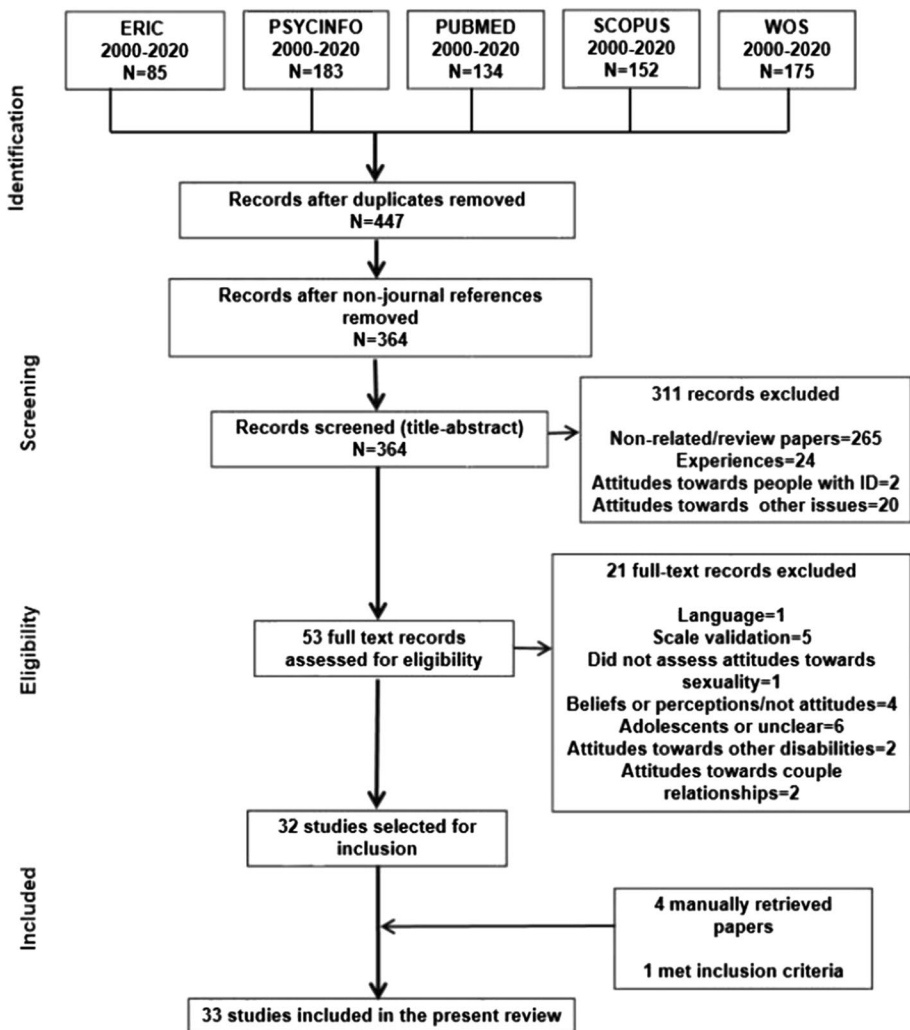 ERIC
2000-2020
N=85
PSYCINFO
2000-2020
N=183
PUBMED
2000-2020
N=134
SCOPUS
2000-2020
N=152
WOS
2000-2020
N=175
Identification
Records after duplicates removed
N=447
Records after non-journal references
removed
N=364
Screening
Records screened (title-abstract)
N=364
311 records excluded
Non-related/review papers=265
Experiences=24
Attitudes towards people with ID=2
Attitudes towards other issues=20
Eligibility
53 full text records
assessed for eligibility
21 full-text records excluded
Language=1
Scale validation=5
Did not assess attitudes towards
sexuality=1
Beliefs or perceptions/not attitudes=4
Adolescents or unclear=6
Attitudes towards other disabilities=2
Attitudes towards couple
relationships=2
32 studies selected for
inclusion
Included
4 manually retrieved
papers
1 met inclusion criteria
33 studies included in the present review